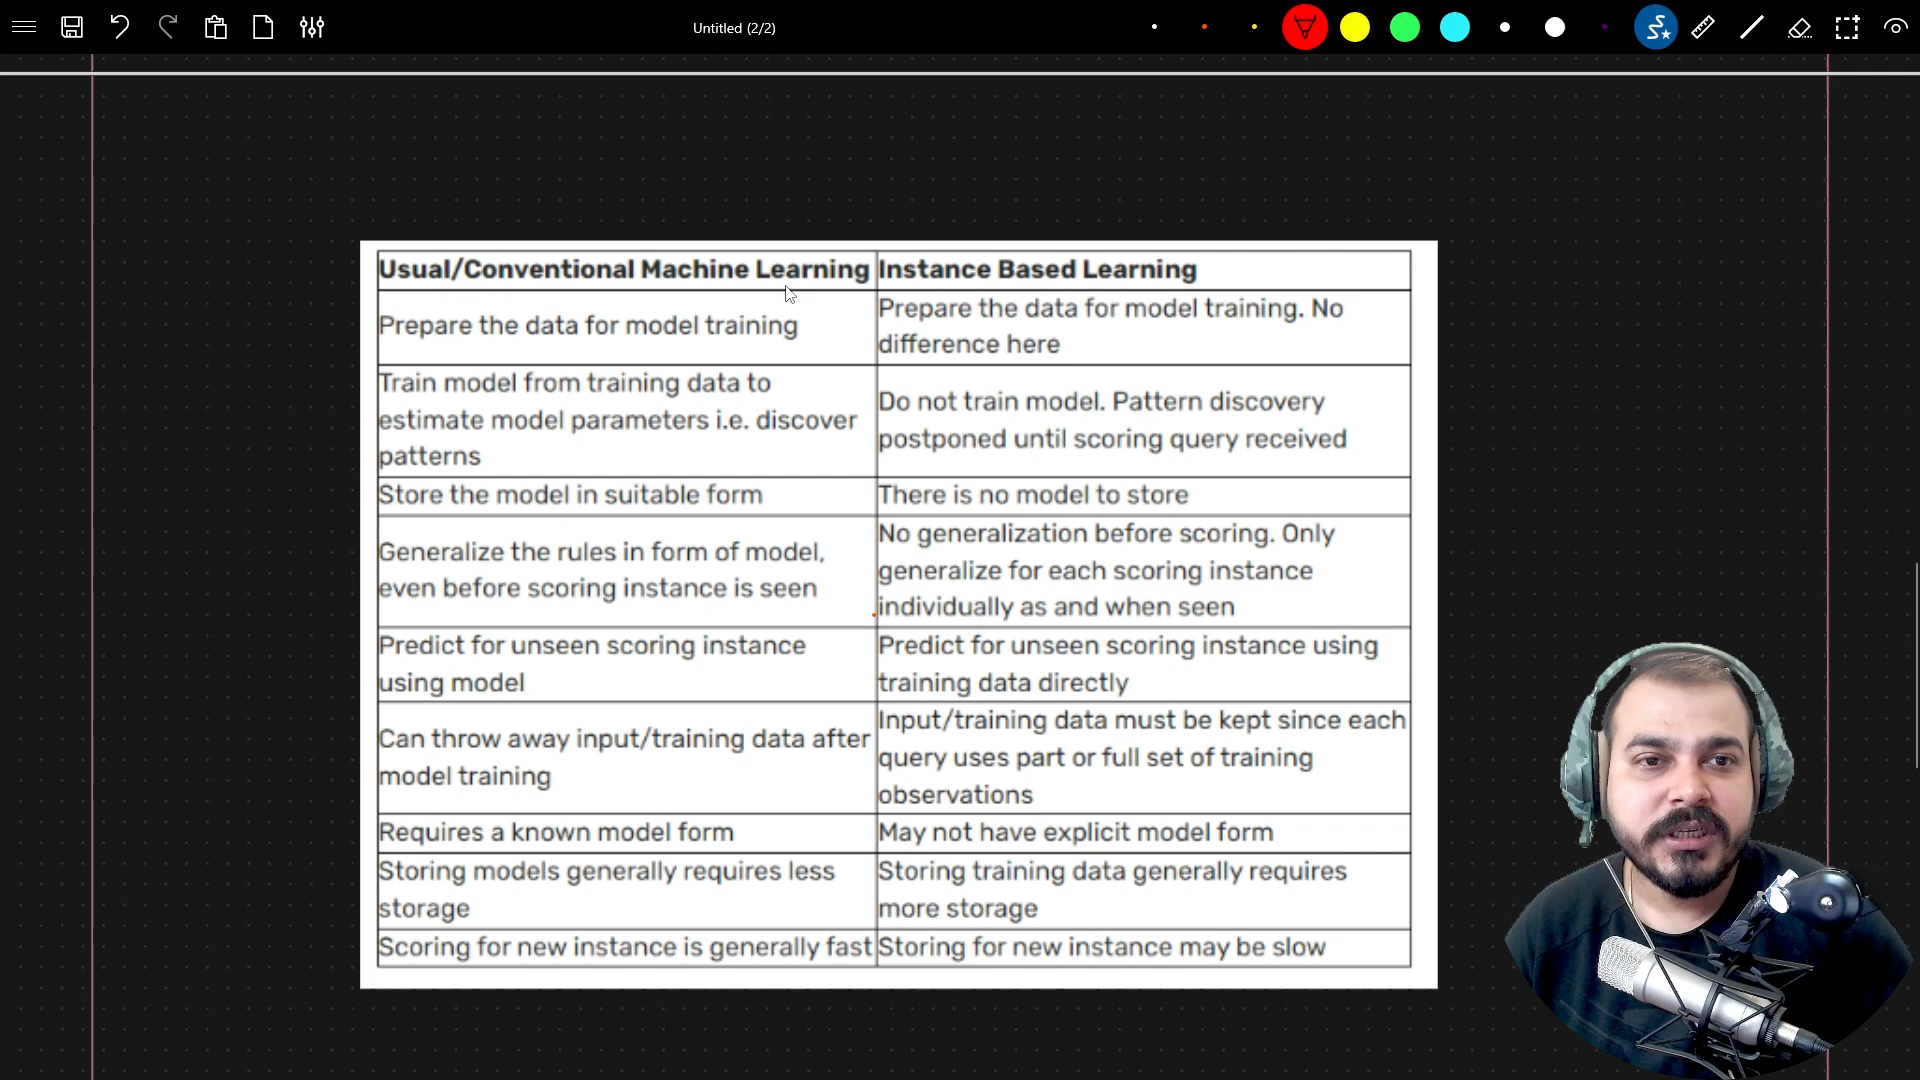 Untitled (2/2)
Usual/Conventional Machine Learning
Instance Based Learning
Prepare the data for model training
Prepare the data for model training. No
difference here
Train model from training data to
estimate model parameters i.e. discover
patterns
Do not train model. Pattern discovery
postponed until scoring query received
Store the model in suitable form
There is no model to store
Generalize the rules in form of model,
even before scoring instance is seen
No generalization before scoring. Only
generalize for each scoring instance
individually as and when seen
Predict for unseen scoring instance
using model
Predict for unseen scoring instance using
training data directly
Can throw away input/training data after
model training
Input/training data must be kept since each
query uses part or full set of training
observations
Requires a known model form
May not have explicit model form
Storing models generally requires less
storage
Storing training data generally requires
more storage
Scoring for new instance is generally fast
Storing for new instance may be slow